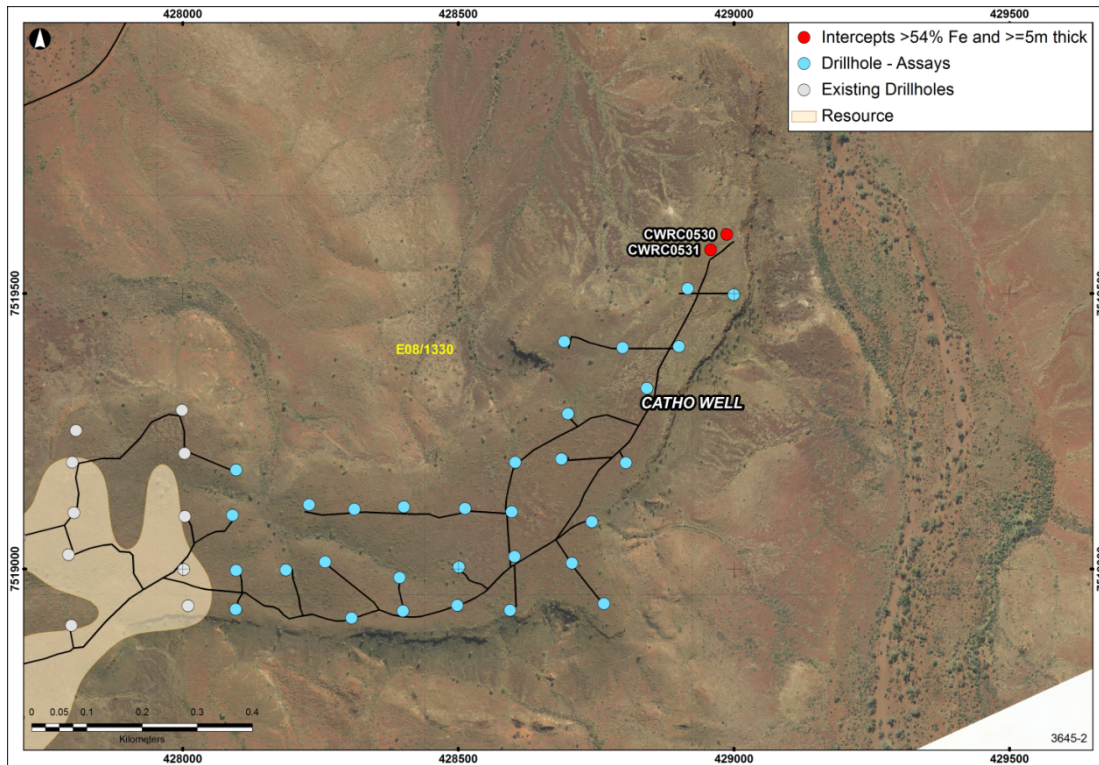 428000 428500 429000 429500
Intercepts >54% Fe and >=5m thick
Drillhole - Assays
Existing Drillholes
Resource
CWRC0530
CWRC0531
7519500
7519500
E08/1330
CATHO WELL
7519000
7519000
0 0.05 0.1 0.2 0.3 0.4
Kilometers
3645-2
428000 428500 429000 429500